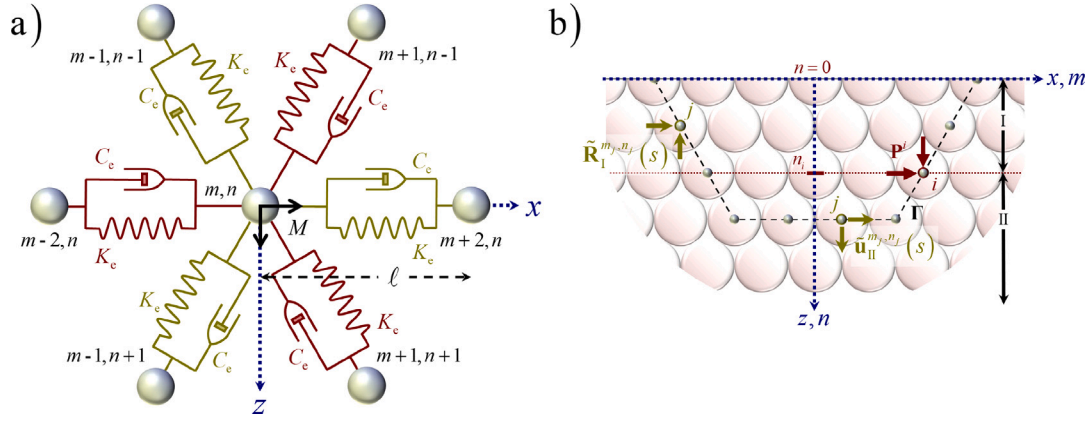 a)
m-1, n-1
m+1, n-1
K_e
K_e
C_e
C_e
C_e
C_e
m, n
x
M
m-2, n
K_e
K_e
m+2, n
ℓ
K_e
K_e
C_e
C_e
m-1, n+1
m+1, n+1
z
b)
n = 0
x, m
I
j
R̃_I^{m_j, n_j}(s)
n_i
P^i
i
II
j
Γ
ũ_II^{m_j, n_j}(s)
z, n